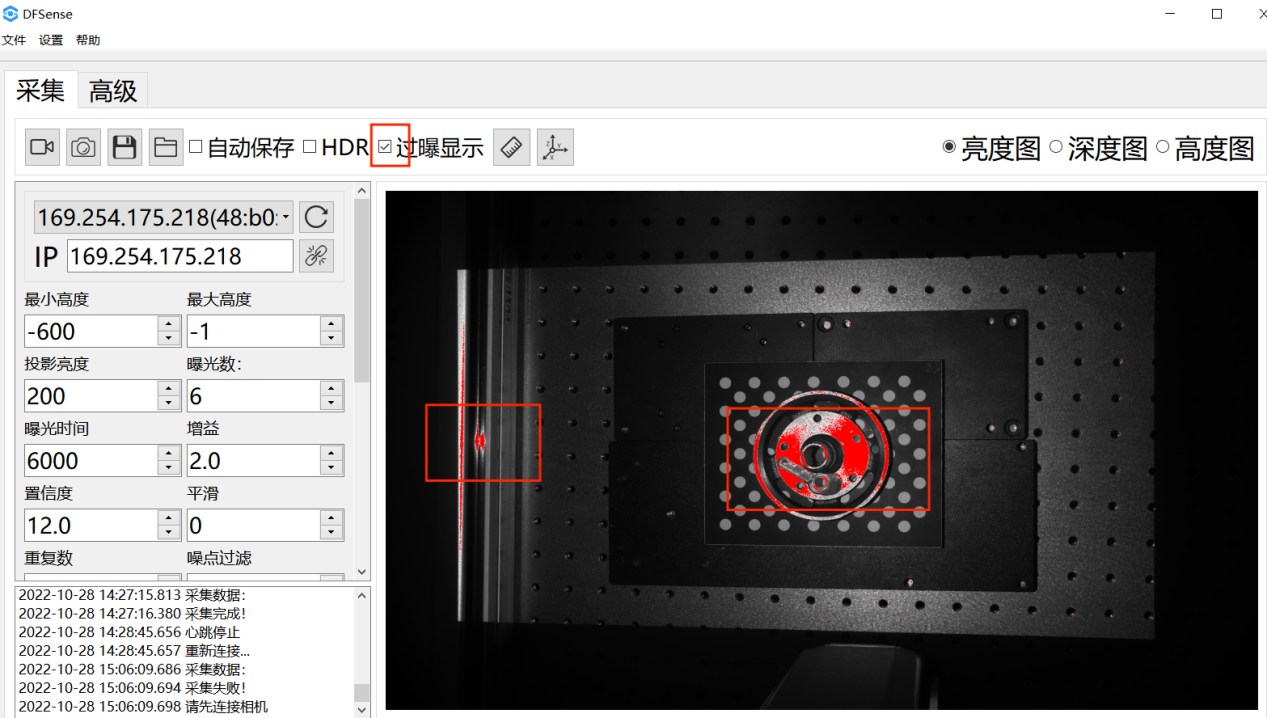 DFSense
文件 设置 帮助
采集 高级
自动保存 HDR 过曝显示 亮度图 深度图 高度图
169.254.175.218(48:b0:
IP 169.254.175.218
最小高度 最大高度
-600 -1
投影亮度 曝光数:
200 6
曝光时间 增益
6000 2.0
置信度 平滑
12.0 0
重复数 噪点过滤
2022-10-28 14:27:15.813 采集数据:
2022-10-28 14:27:16.380 采集完成!
2022-10-28 14:28:45.656 心跳停止
2022-10-28 14:28:45.657 重新连接...
2022-10-28 15:06:09.686 采集数据:
2022-10-28 15:06:09.694 采集失败!
2022-10-28 15:06:09.698 请先连接相机